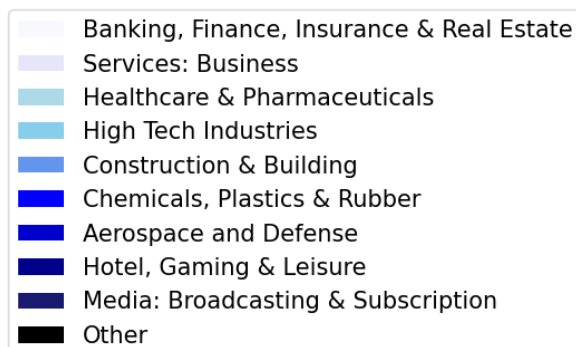 Banking, Finance, Insurance & Real Estate
Services: Business
Healthcare & Pharmaceuticals
High Tech Industries
Construction & Building
Chemicals, Plastics & Rubber
Aerospace and Defense
Hotel, Gaming & Leisure
Media: Broadcasting & Subscription
Other